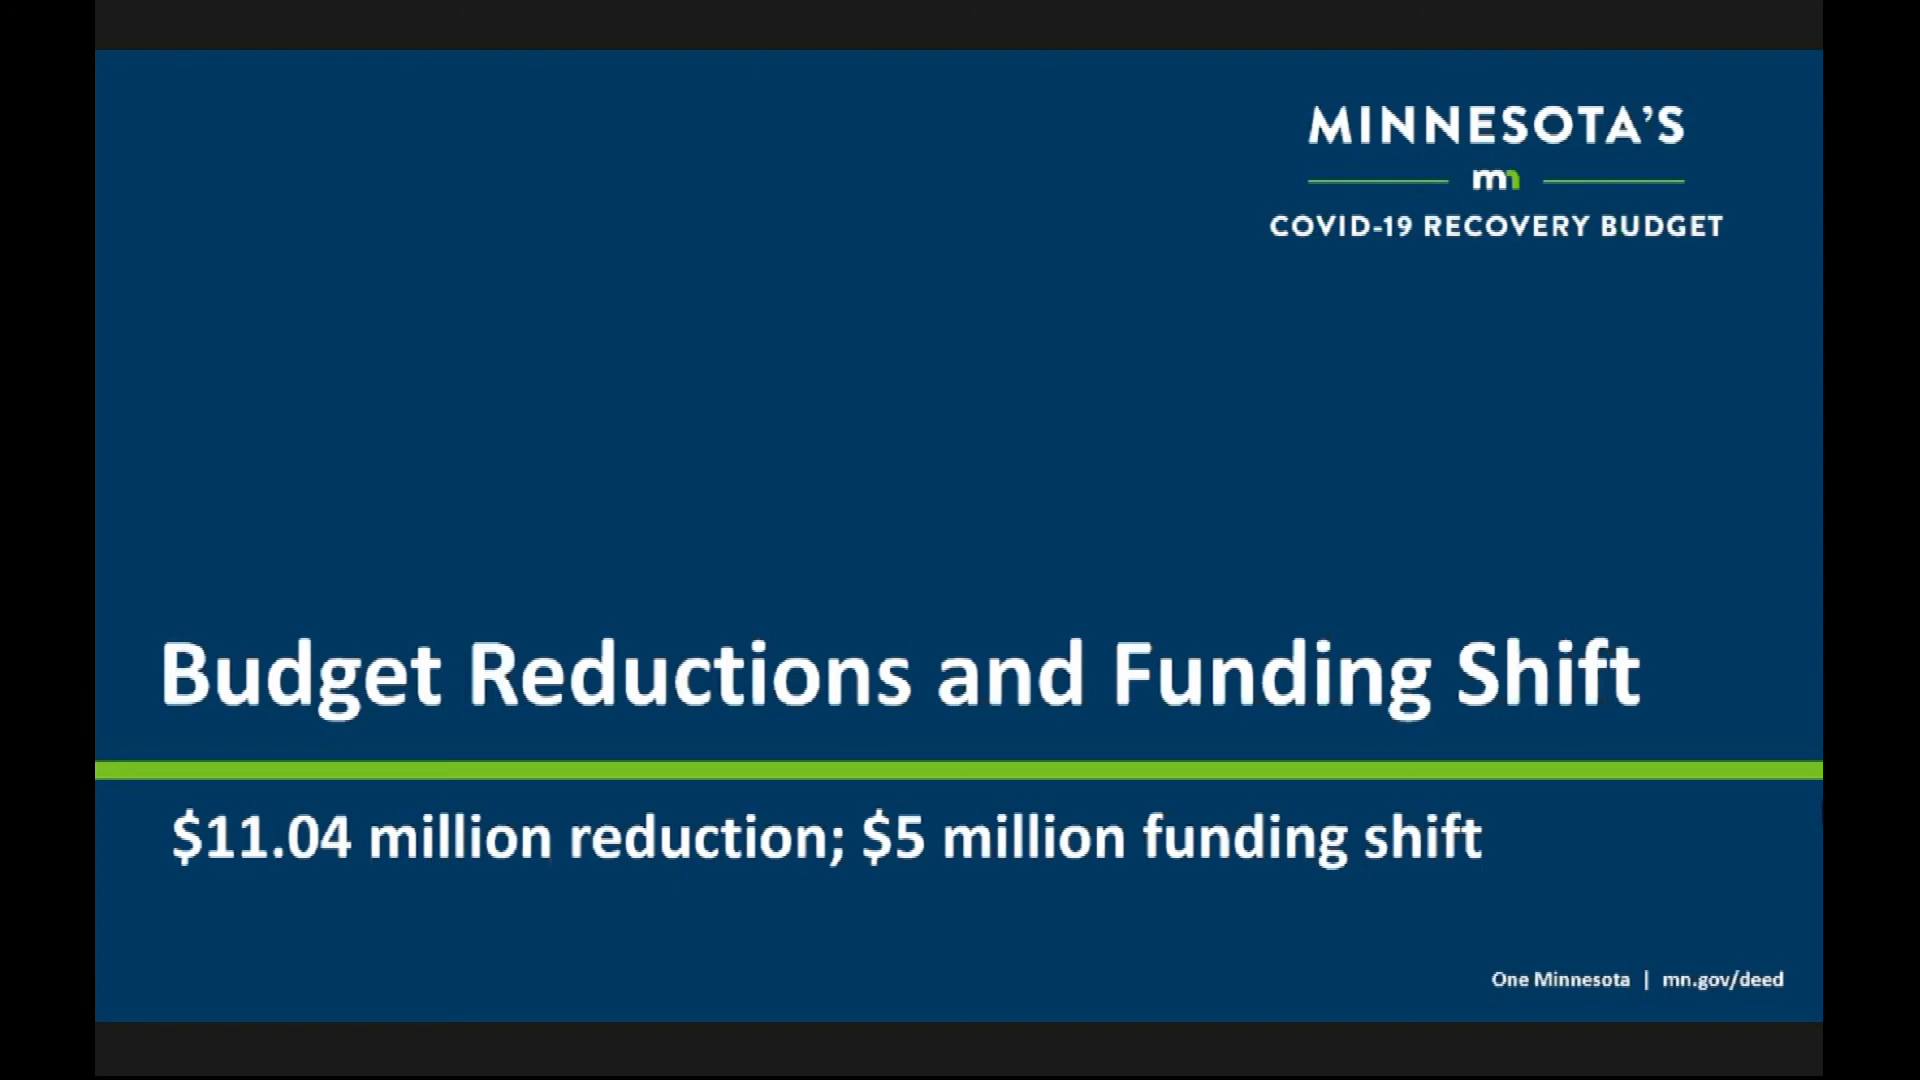 MINNESOTA'S
mn
COVID-19 RECOVERY BUDGET
Budget Reductions and Funding Shift
$11.04 million reduction; $5 million funding shift
One Minnesota | mn.gov/deed